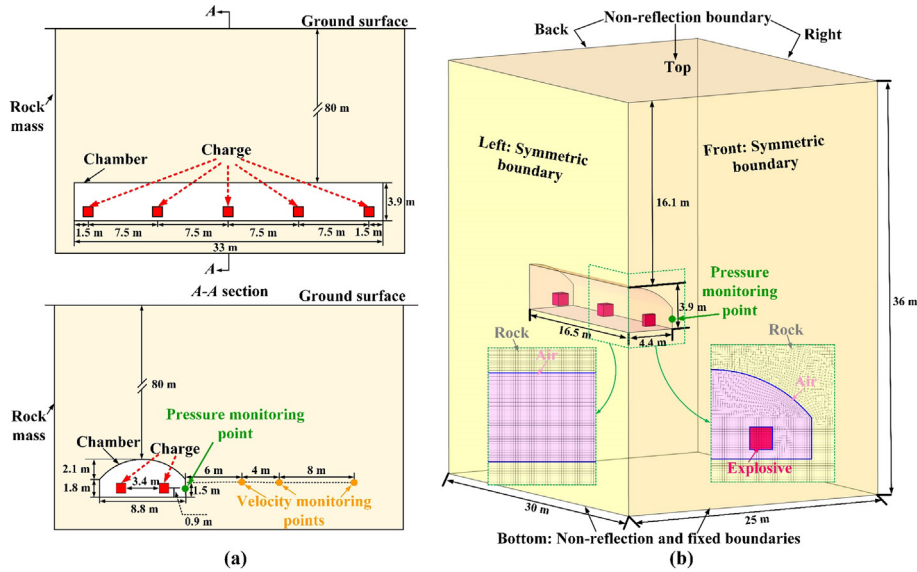 A
Ground surface
Rock
mass
80 m
Chamber
Charge
3.9 m
1.5 m
7.5 m
7.5 m
7.5 m
7.5 m
1.5 m
33 m
A
A-A section
Ground surface
80 m
Rock
mass
Pressure monitoring
point
Chamber
Charge
2.1 m
1.8 m
3.4 m
6 m
4 m
8 m
1.5 m
Velocity monitoring
points
8.8 m
0.9 m
(a)
Non-reflection boundary
Back
Right
Top
Left: Symmetric
boundary
Front: Symmetric
boundary
16.1 m
36 m
3.9 m
Pressure
monitoring
point
16.5 m
4.4 m
Rock
Air
Rock
Air
Explosive
30 m
25 m
Bottom: Non-reflection and fixed boundaries
(b)